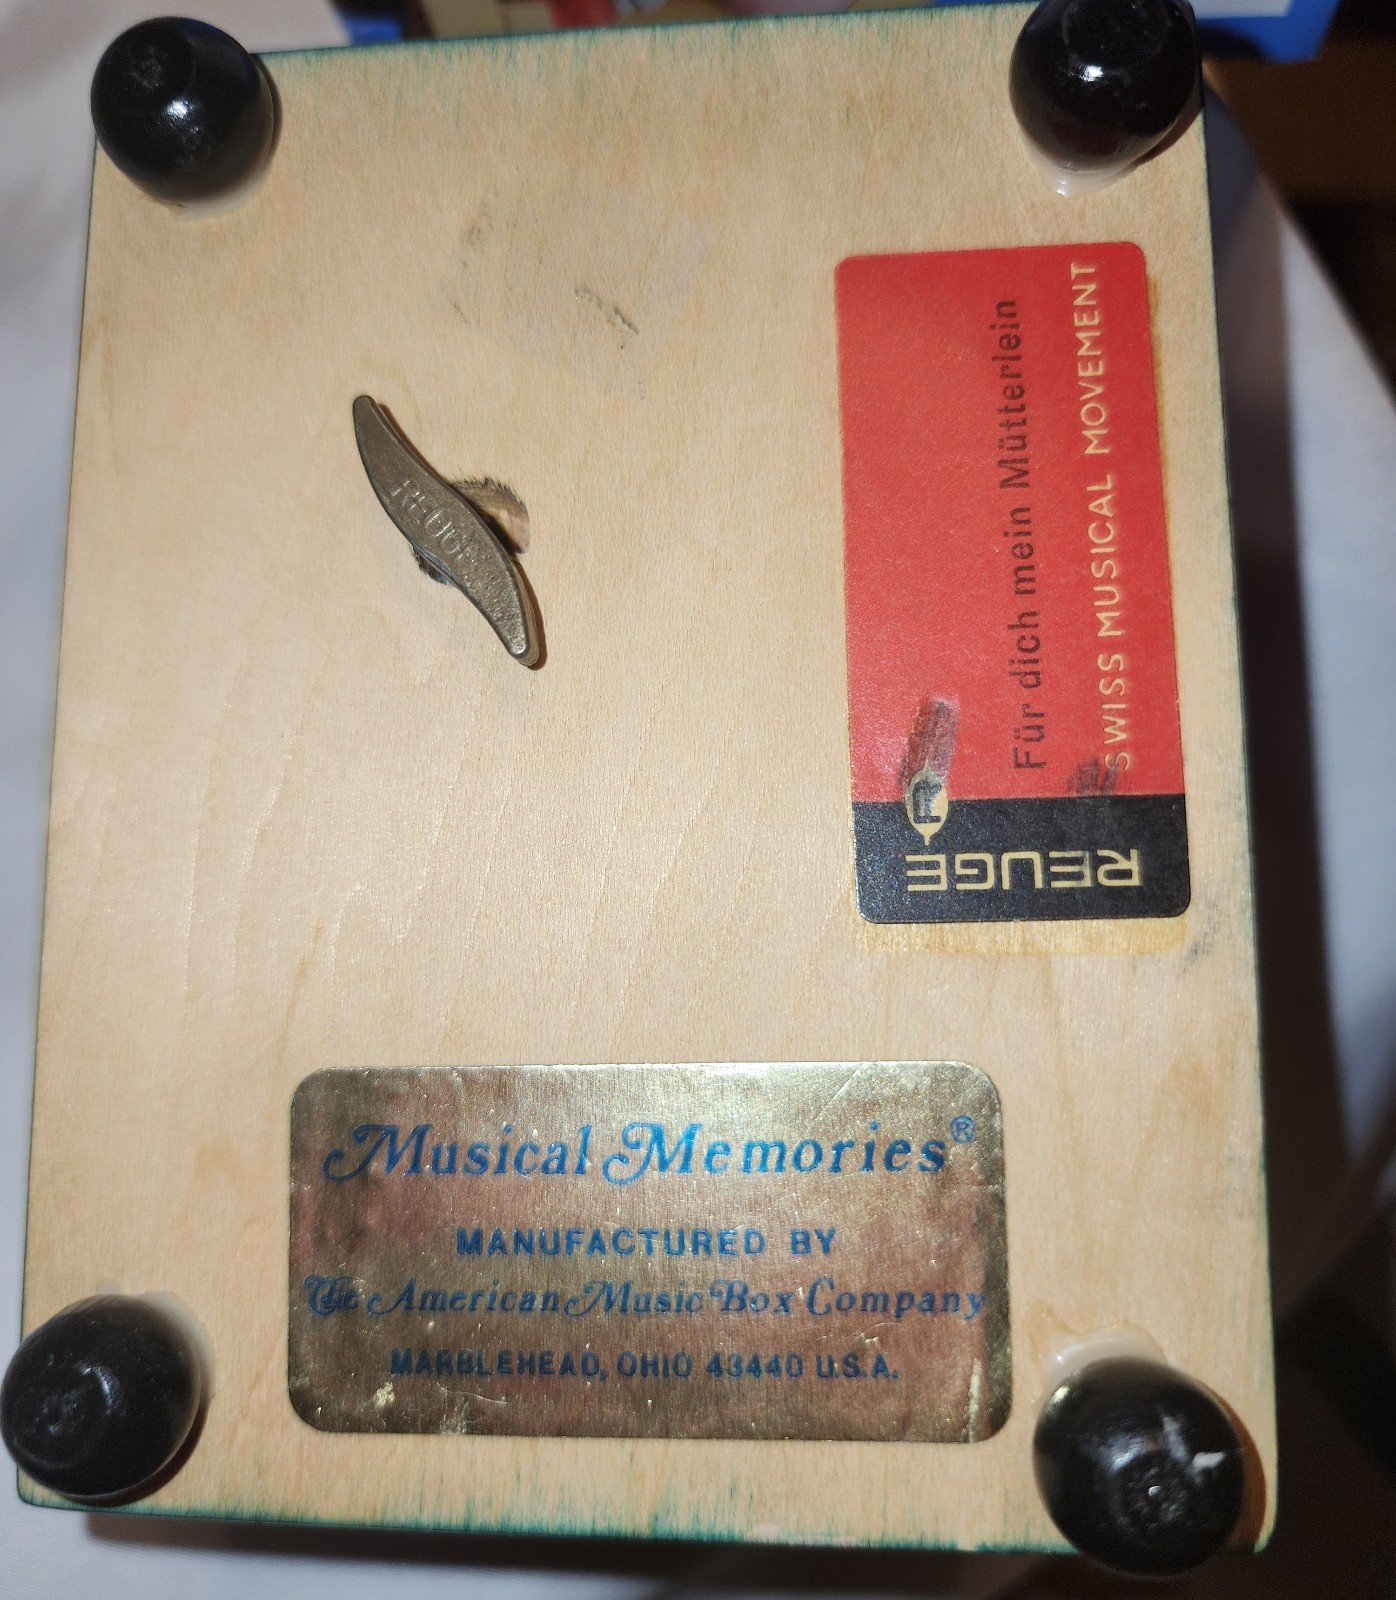 REUGE
Für dich mein Mütterlein
SWISS MUSICAL MOVEMENT
R
REUGE
Musical Memories®
MANUFACTURED BY
The American Music Box Company
MARBLEHEAD, OHIO 43440 U.S.A.